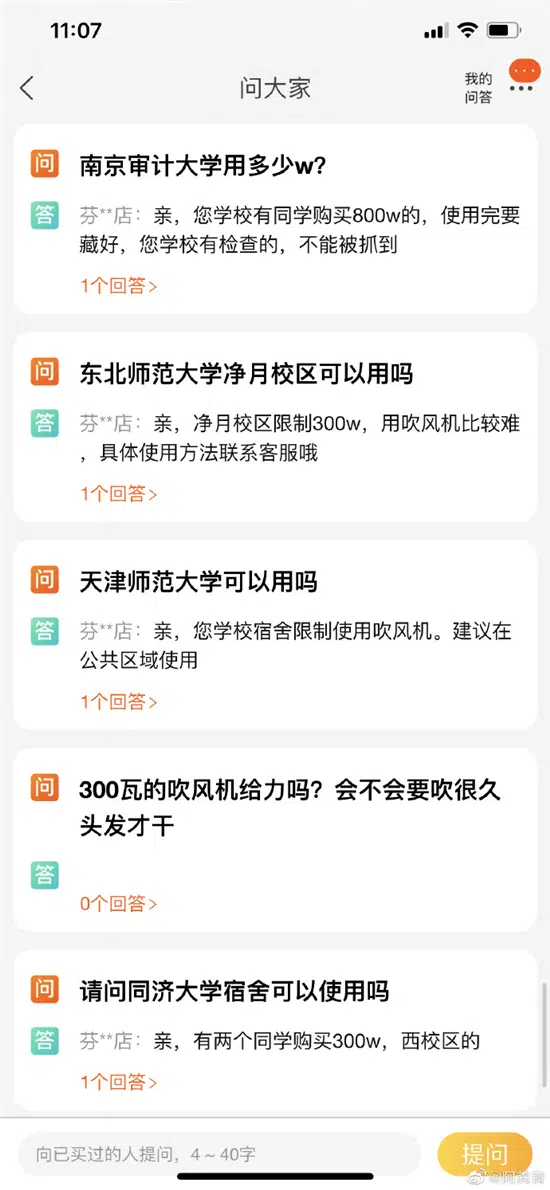 11:07
问大家
我的
问答
问 南京审计大学用多少w?
答 芬**店：亲，您学校有同学购买800w的，使用完要
藏好，您学校有检查的，不能被抓到
1个回答>
问 东北师范大学净月校区可以用吗
答 芬**店：亲，净月校区限制300w，用吹风机比较难
，具体使用方法联系客服哦
1个回答>
问 天津师范大学可以用吗
答 芬**店：亲，您学校宿舍限制使用吹风机。建议在
公共区域使用
1个回答>
问 300瓦的吹风机给力吗？会不会要吹很久
头发才干
答
0个回答>
问 请问同济大学宿舍可以使用吗
答 芬**店：亲，有两个同学购买300w，西校区的
1个回答>
向已买过的人提问，4～40字
提问